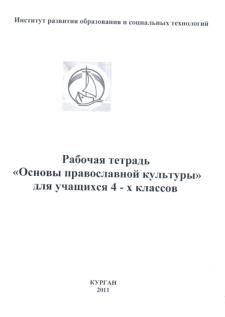 Институт развития образования и социальных технологий
Рабочая тетрадь
«Основы православной культуры»
для учащихся 4 - х классов
КУРГАН
2011